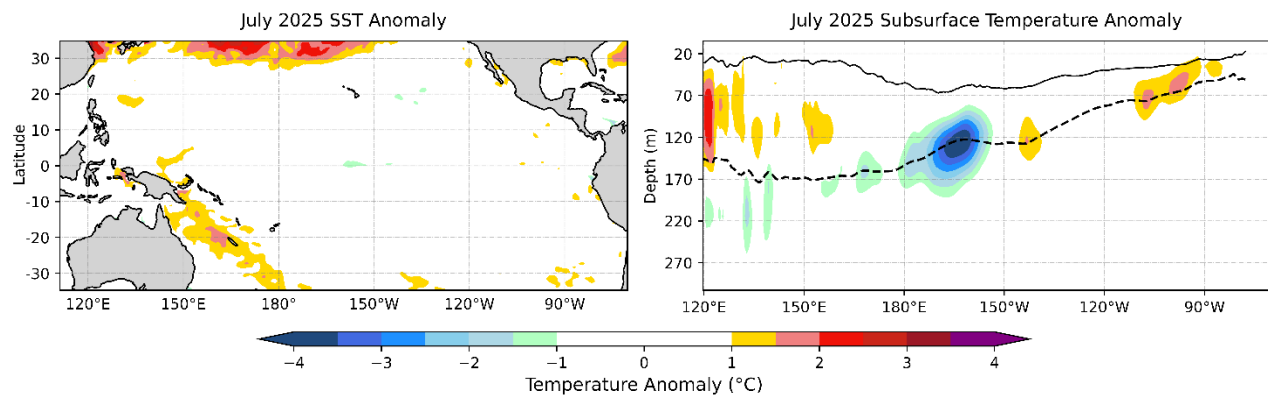 July 2025 SST Anomaly
Latitude
30
20
10
0
-10
-20
-30
120°E
150°E
180°
150°W
120°W
90°W
July 2025 Subsurface Temperature Anomaly
Depth (m)
20
70
120
170
220
270
120°E
150°E
180°E
150°W
120°W
90°W
−4
−3
−2
−1
0
1
2
3
4
Temperature Anomaly (°C)